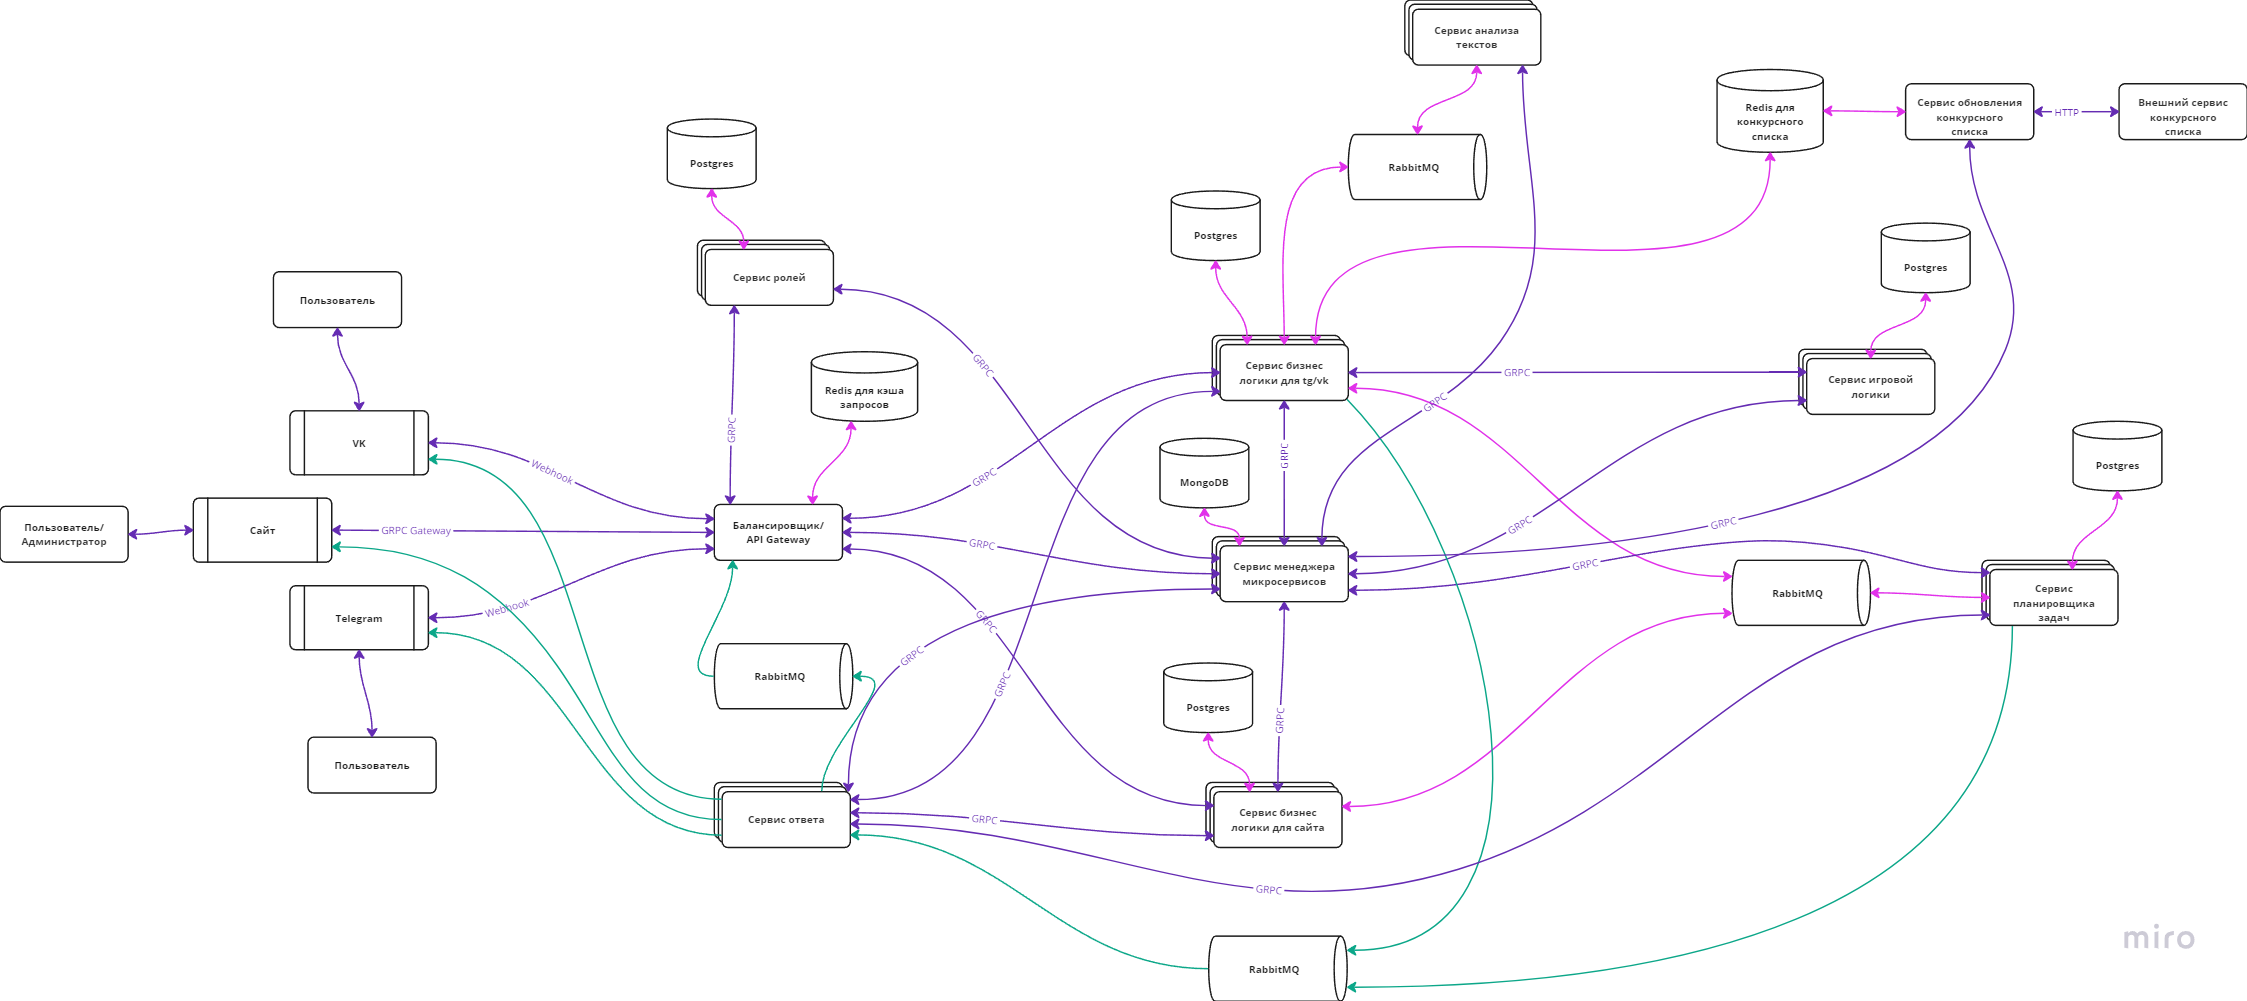 Сервис анализа
текстов
Redis для
конкурсного
списка
Сервис обновления
конкурсного
списка
HTTP
Внешний сервис
конкурсного
списка
Postgres
RabbitMQ
Postgres
Postgres
Сервис ролей
Пользователь
GRPC
Redis для кэша
запросов
Сервис бизнес
логики для tg/vk
GRPC
Сервис игровой
логики
GRPC
GRPC
VK
Webhook
GRPC
GRPC
MongoDB
Postgres
Пользователь/
Администратор
Сайт
GRPC Gateway
Балансировщик/
API Gateway
GRPC
GRPC
GRPC
Сервис менеджера
микросервисов
GRPC
RabbitMQ
Сервис
планировщика
задач
Telegram
Webhook
GRPC
GRPC
RabbitMQ
GRPC
Postgres
GRPC
Пользователь
Сервис ответа
GRPC
Сервис бизнес
логики для сайта
GRPC
RabbitMQ
miro